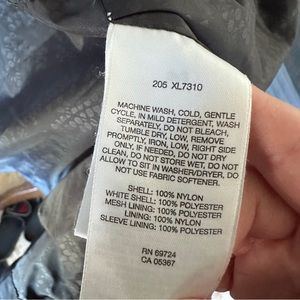 205 XL7310
MACHINE WASH, COLD, GENTLE
CYCLE, IN MILD DETERGENT, WASH
SEPARATELY, DO NOT BLEACH,
TUMBLE DRY, LOW, REMOVE
PROMPTLY, IRON, LOW, RIGHT SIDE
ONLY, IF NEEDED, DO NOT DRY
CLEAN, DO NOT STORE WET, DO NOT
ALLOW TO SIT IN WASHER/DRYER, DO
NOT USE FABRIC SOFTENER.
SHELL: 100% NYLON
WHITE SHELL: 100% POLYESTER
MESH LINING: 100% POLYESTER
LINING: 100% NYLON
SLEEVE LINING: 100% POLYESTER
RN 69724
CA 05367